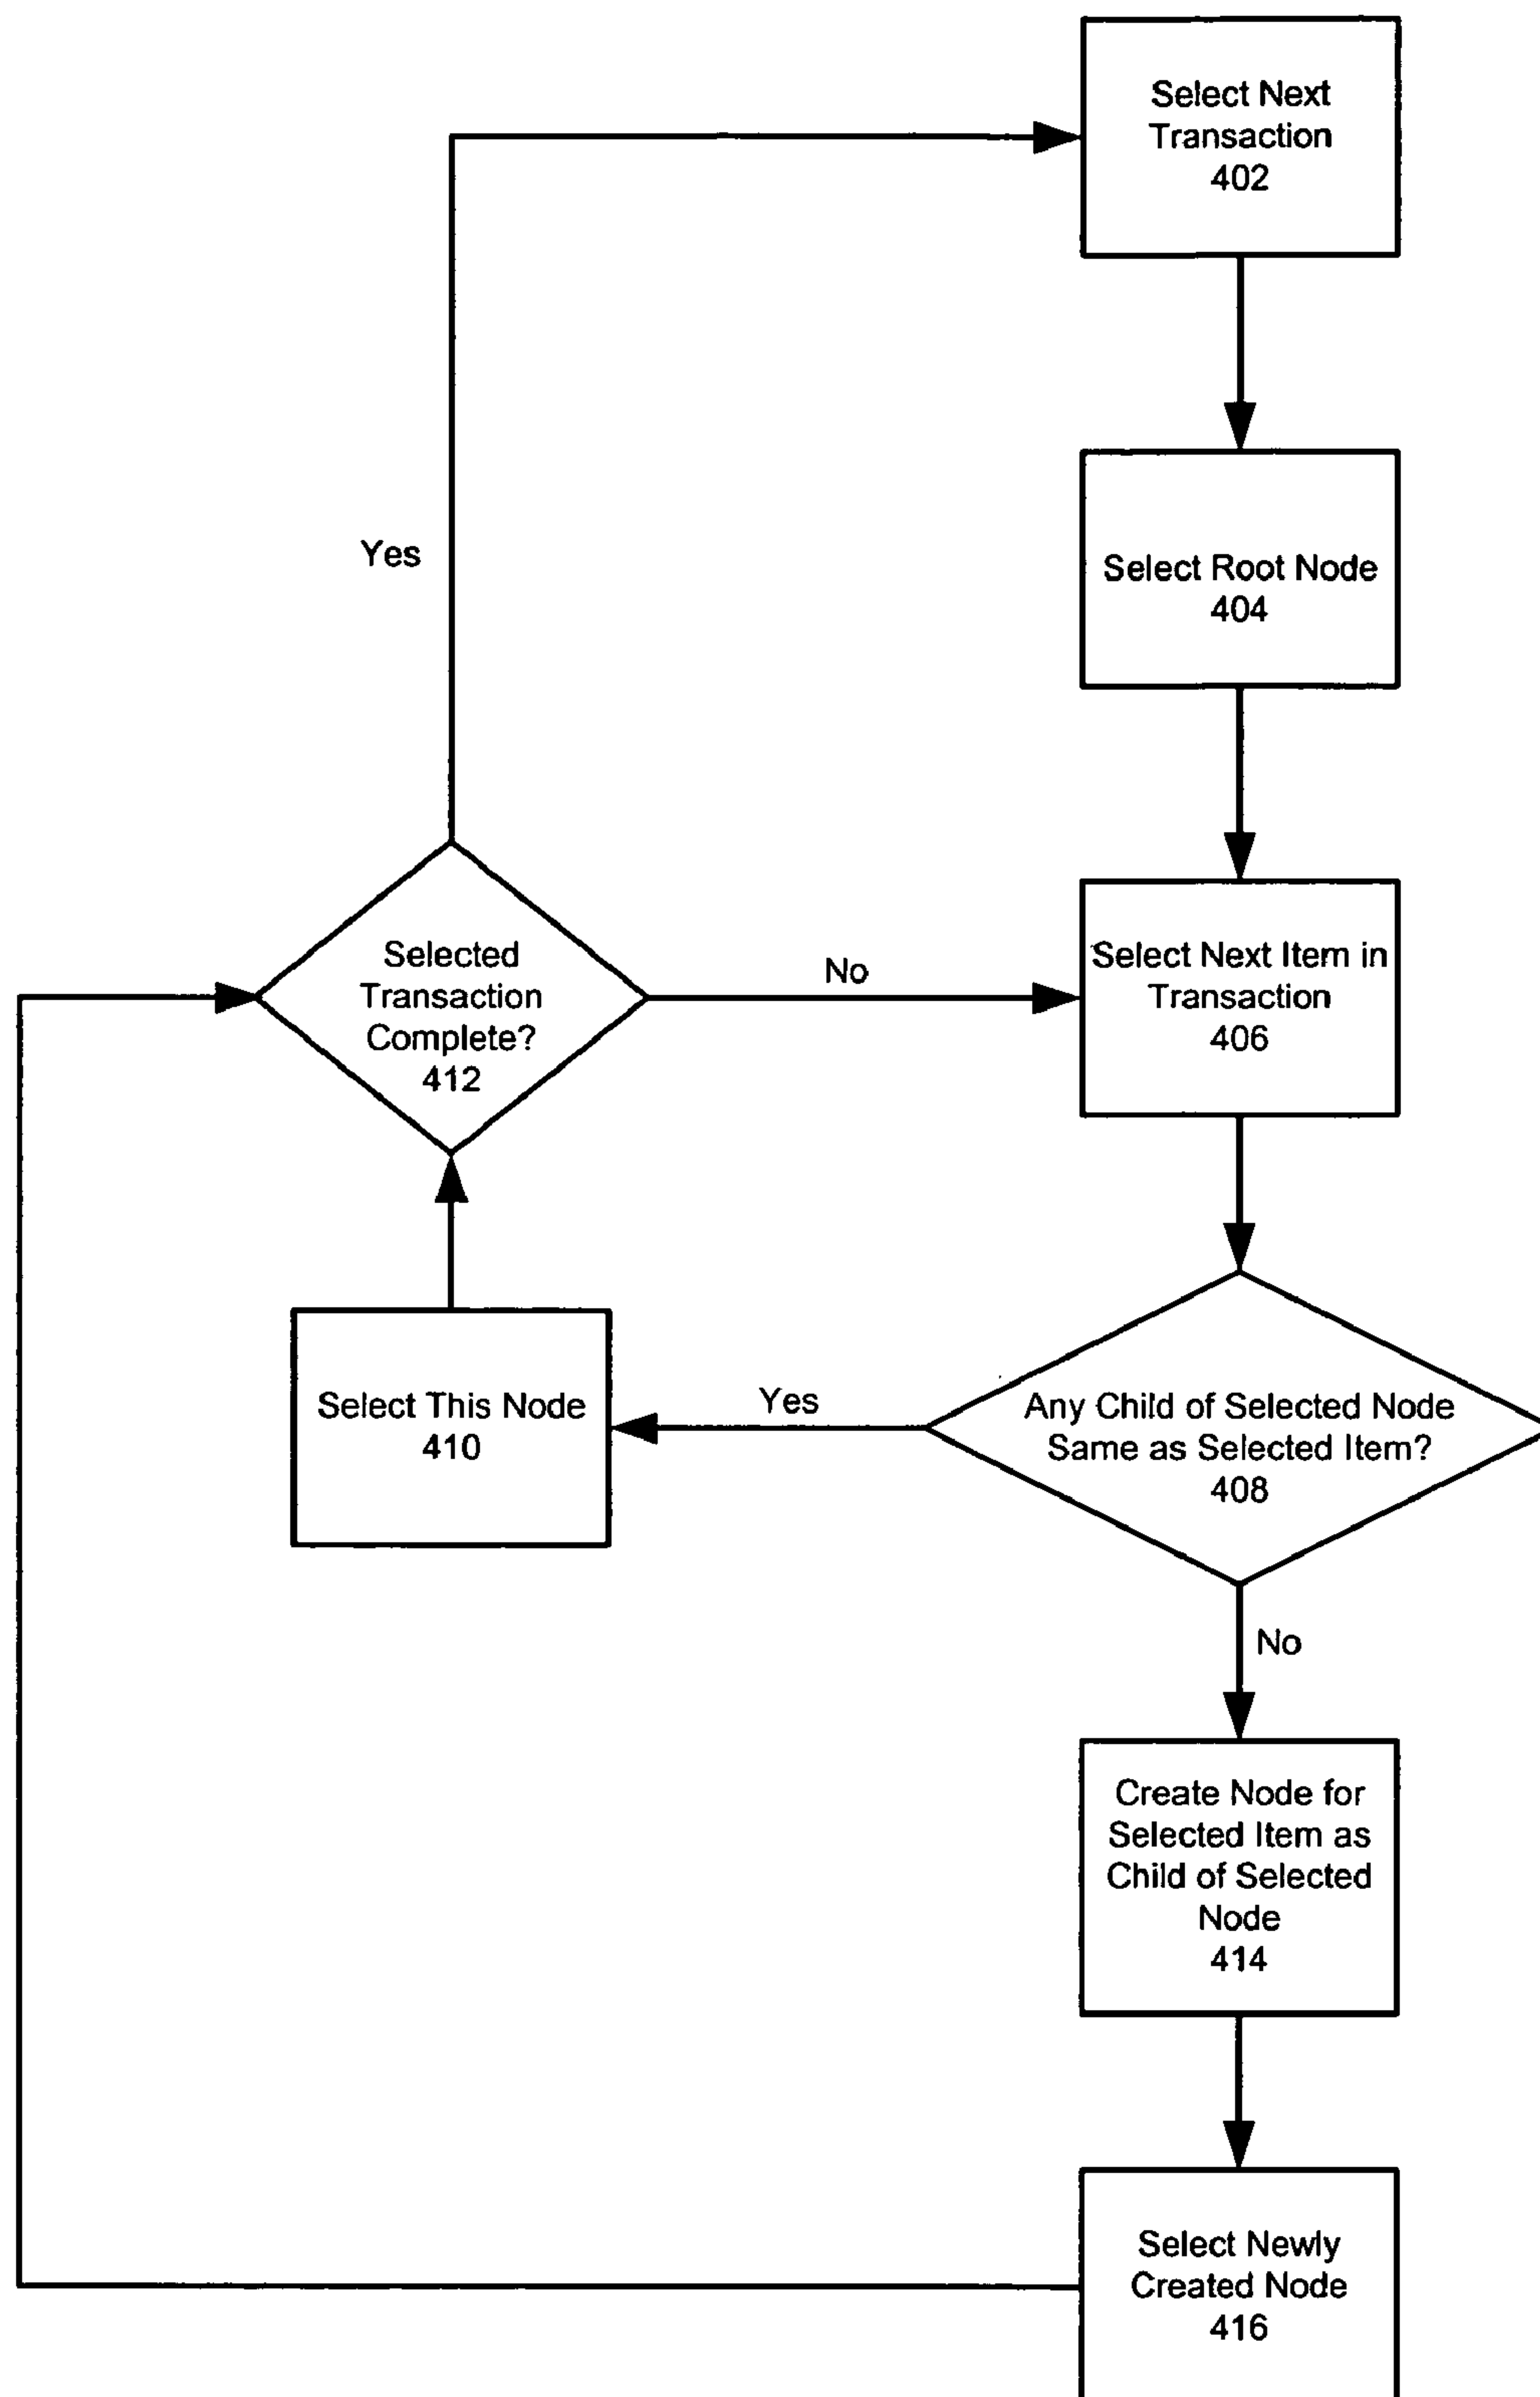 Select Next
Transaction
402
Yes
Select Root Node
404
Selected
Transaction
Complete?
412
No
Select Next Item in
Transaction
406
Select This Node
410
Yes
Any Child of Selected Node
Same as Selected Item?
408
No
Create Node for
Selected Item as
Child of Selected
Node
414
Select Newly
Created Node
416